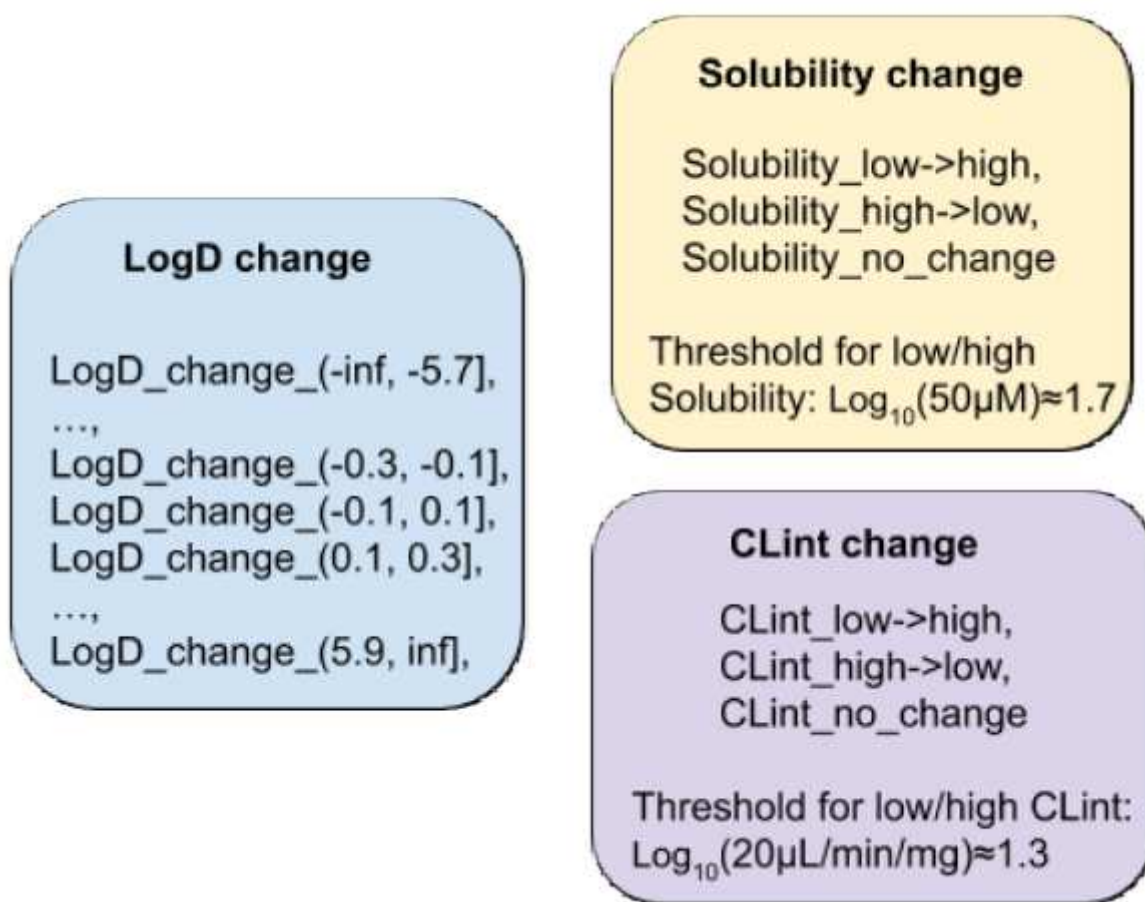 LogD change
LogD_change_(-inf, -5.7],
…,
LogD_change_(-0.3, -0.1],
LogD_change_(-0.1, 0.1],
LogD_change_(0.1, 0.3],
…,
LogD_change_(5.9, inf],
Solubility change
Solubility_low->high,
Solubility_high->low,
Solubility_no_change
Threshold for low/high
Solubility: Log₁₀(50µM)≈1.7
CLint change
CLint_low->high,
CLint_high->low,
CLint_no_change
Threshold for low/high CLint:
Log₁₀(20µL/min/mg)≈1.3